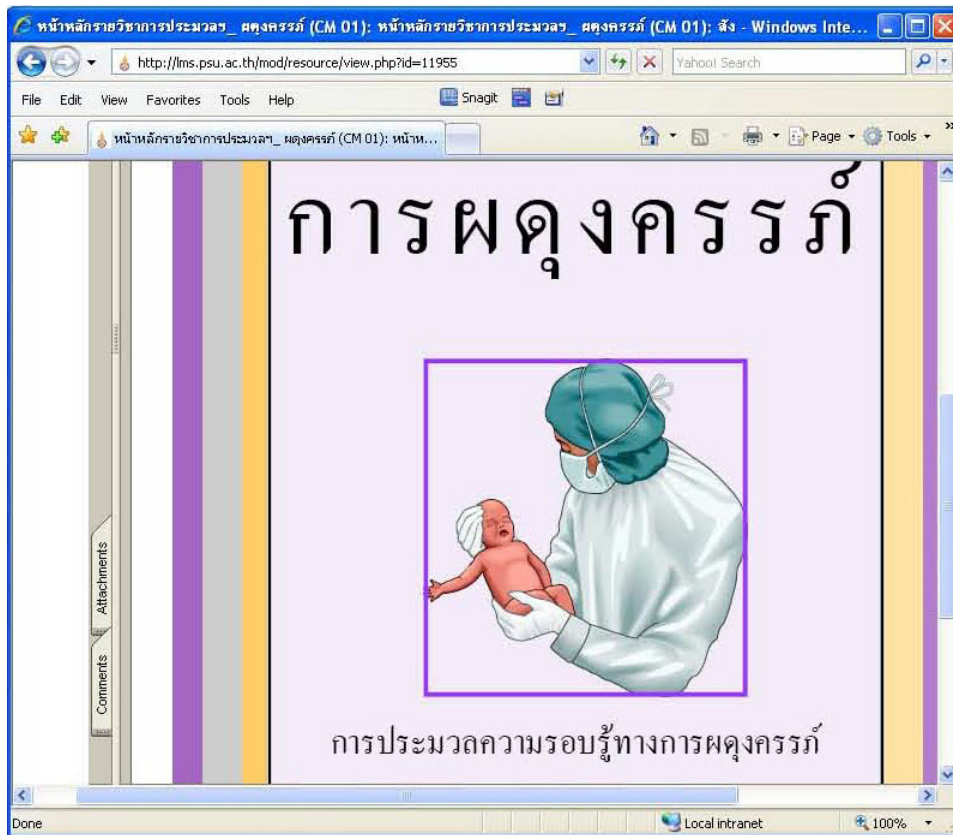 หน้าหลักรายวิชาการประมวลฯ_ ผดุงครรภ์ (CM 01): หน้าหลักรายวิชาการประมวลฯ_ ผดุงครรภ์ (CM 01): สัง - Windows Inte...
http://lms.psu.ac.th/mod/resource/view.php?id=11955
Yahoo! Search
File Edit View Favorites Tools Help Snagit
หน้าหลักรายวิชาการประมวลฯ_ ผดุงครรภ์ (CM 01): หน้าห...
Page Tools
การผดุงครรภ์
Attachments
Comments
การประมวลความรอบรู้ทางการผดุงครรภ์
Done Local intranet 100%